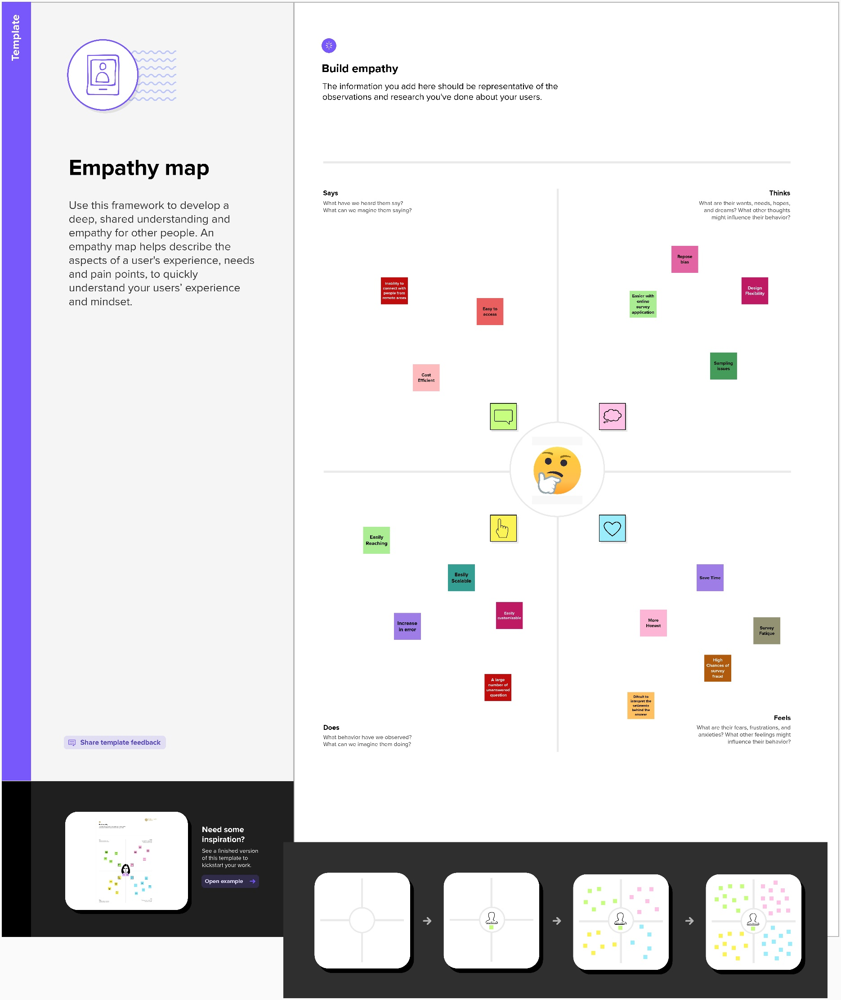 Template
Empathy map
Use this framework to develop a
deep, shared understanding and
empathy for other people. An
empathy map helps describe the
aspects of a user's experience, needs
and pain points, to quickly
understand your users’ experience
and mindset.
Share template feedback
Need some
inspiration?
See a finished version
of this template to
kickstart your work.
Open example
Build empathy
The information you add here should be representative of the
observations and research you've done about your users.
Says
What have we heard them say?
What can we magine them saying?
Inablity to
connect with
people from
remote areas
Easy to
access
Cost
Efficient
Thinks
What are their wants, needs, hopes,
and dreams? What other thoughts
might influence their behavior?
Repose
bias
Easier with
online
survey
application
Design
Flexibility
Sampling
issues
Easily
Reaching
Easily
Scalable
Easily
customizable
Increase
in error
A large
number of
unanswered
question
Does
What behavior have we observed?
What can we imagine them doing?
Save Time
More
Honest
Survey
Fatique
High
Chances of
survey
fraud
Difcult to
interpret the
setiments
behind the
answer
Feels
What are their fears, frustrations, and
anxieties? What other feelings might
influence their behavior?